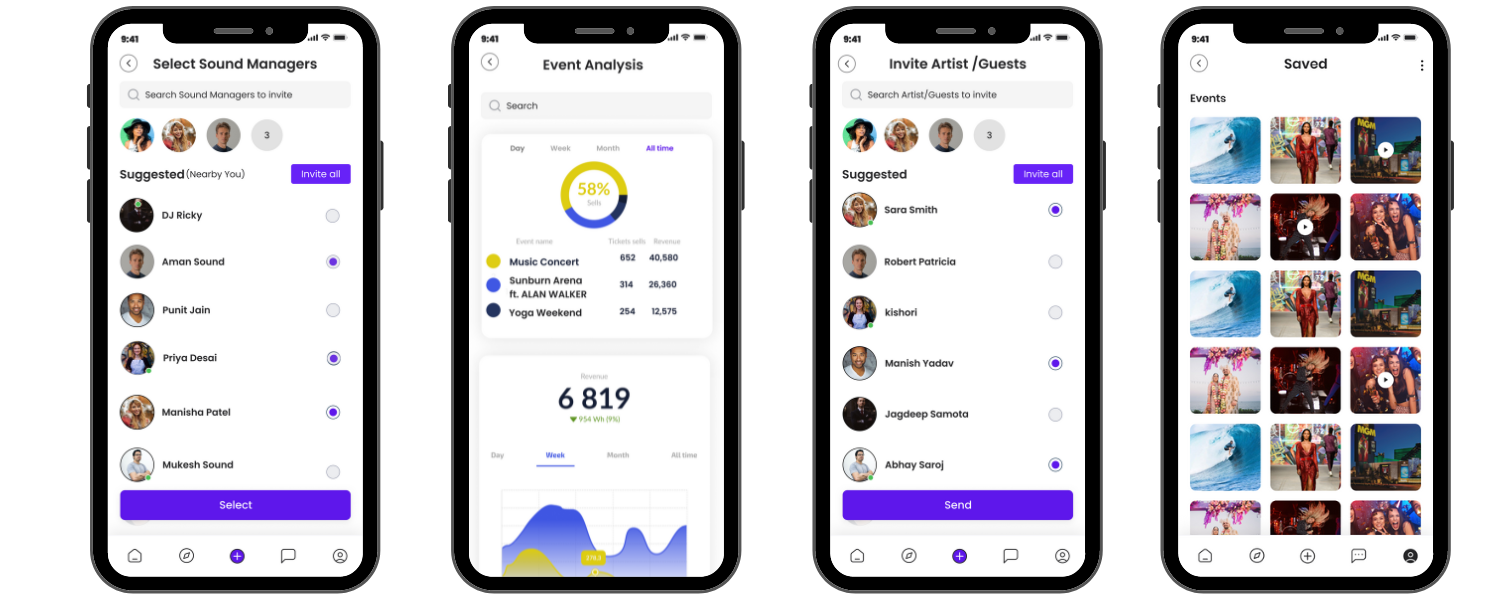 9:41
Select Sound Managers
Search Sound Managers to invite
3
Suggested (Nearby You)
Invite all
DJ Ricky
Aman Sound
Punit Jain
Priya Desai
Manisha Patel
Mukesh Sound
Select
9:41
Event Analysis
Search
Day Week Month All time
58%
Sells
Event name Tickets sells Revenue
Music Concert 652 40,580
Sunburn Arena
ft. ALAN WALKER 314 26,360
Yoga Weekend 254 12,575
Revenue
6 819
954 Wh (9%)
Day Week Month All time
9:41
Invite Artist /Guests
Search Artist/Guests to invite
3
Suggested
Invite all
Sara Smith
Robert Patricia
kishori
Manish Yadav
Jagdeep Samota
Abhay Saroj
Send
9:41
Saved
Events
MGM
MGM
MGM